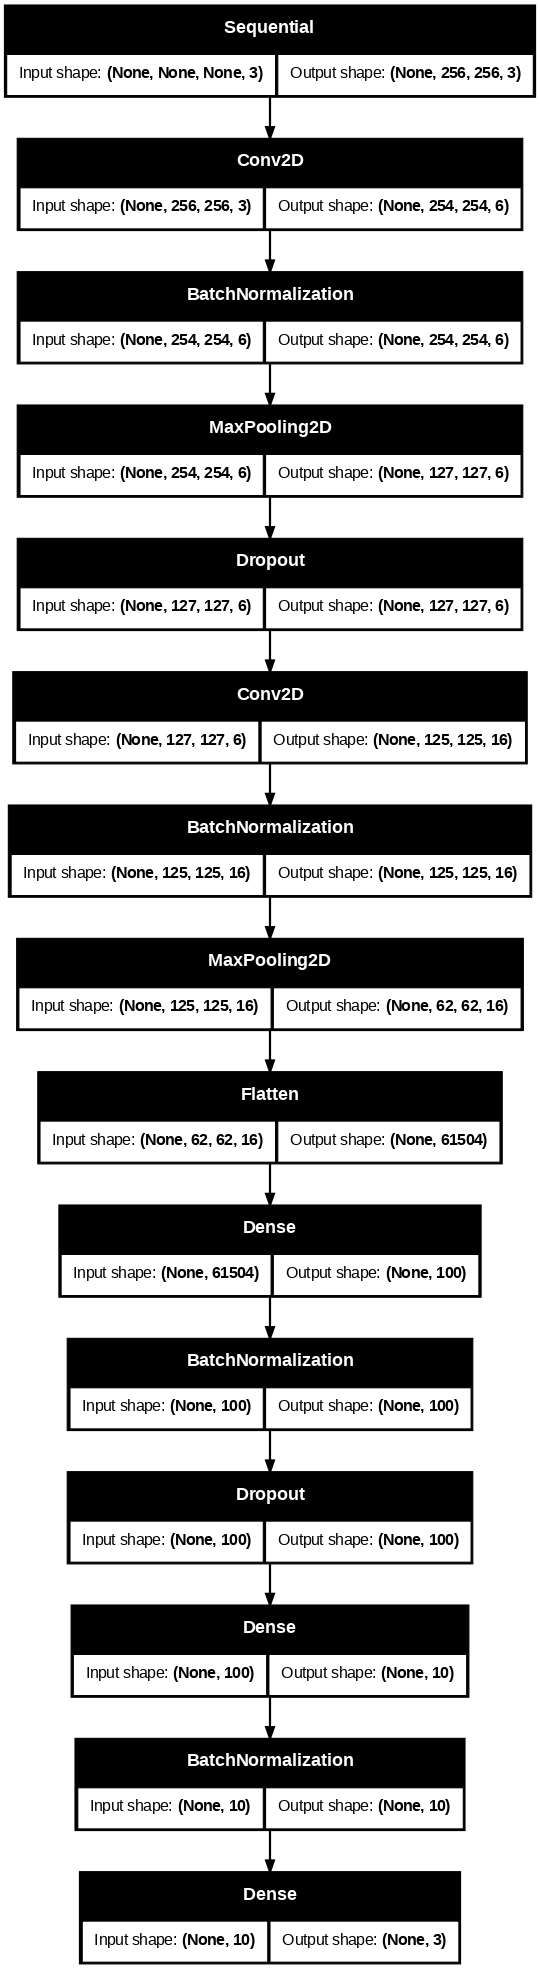 Sequential
Input shape: (None, None, None, 3) Output shape: (None, 256, 256, 3)
Conv2D
Input shape: (None, 256, 256, 3) Output shape: (None, 254, 254, 6)
BatchNormalization
Input shape: (None, 254, 254, 6) Output shape: (None, 254, 254, 6)
MaxPooling2D
Input shape: (None, 254, 254, 6) Output shape: (None, 127, 127, 6)
Dropout
Input shape: (None, 127, 127, 6) Output shape: (None, 127, 127, 6)
Conv2D
Input shape: (None, 127, 127, 6) Output shape: (None, 125, 125, 16)
BatchNormalization
Input shape: (None, 125, 125, 16) Output shape: (None, 125, 125, 16)
MaxPooling2D
Input shape: (None, 125, 125, 16) Output shape: (None, 62, 62, 16)
Flatten
Input shape: (None, 62, 62, 16) Output shape: (None, 61504)
Dense
Input shape: (None, 61504) Output shape: (None, 100)
BatchNormalization
Input shape: (None, 100) Output shape: (None, 100)
Dropout
Input shape: (None, 100) Output shape: (None, 100)
Dense
Input shape: (None, 100) Output shape: (None, 10)
BatchNormalization
Input shape: (None, 10) Output shape: (None, 10)
Dense
Input shape: (None, 10) Output shape: (None, 3)